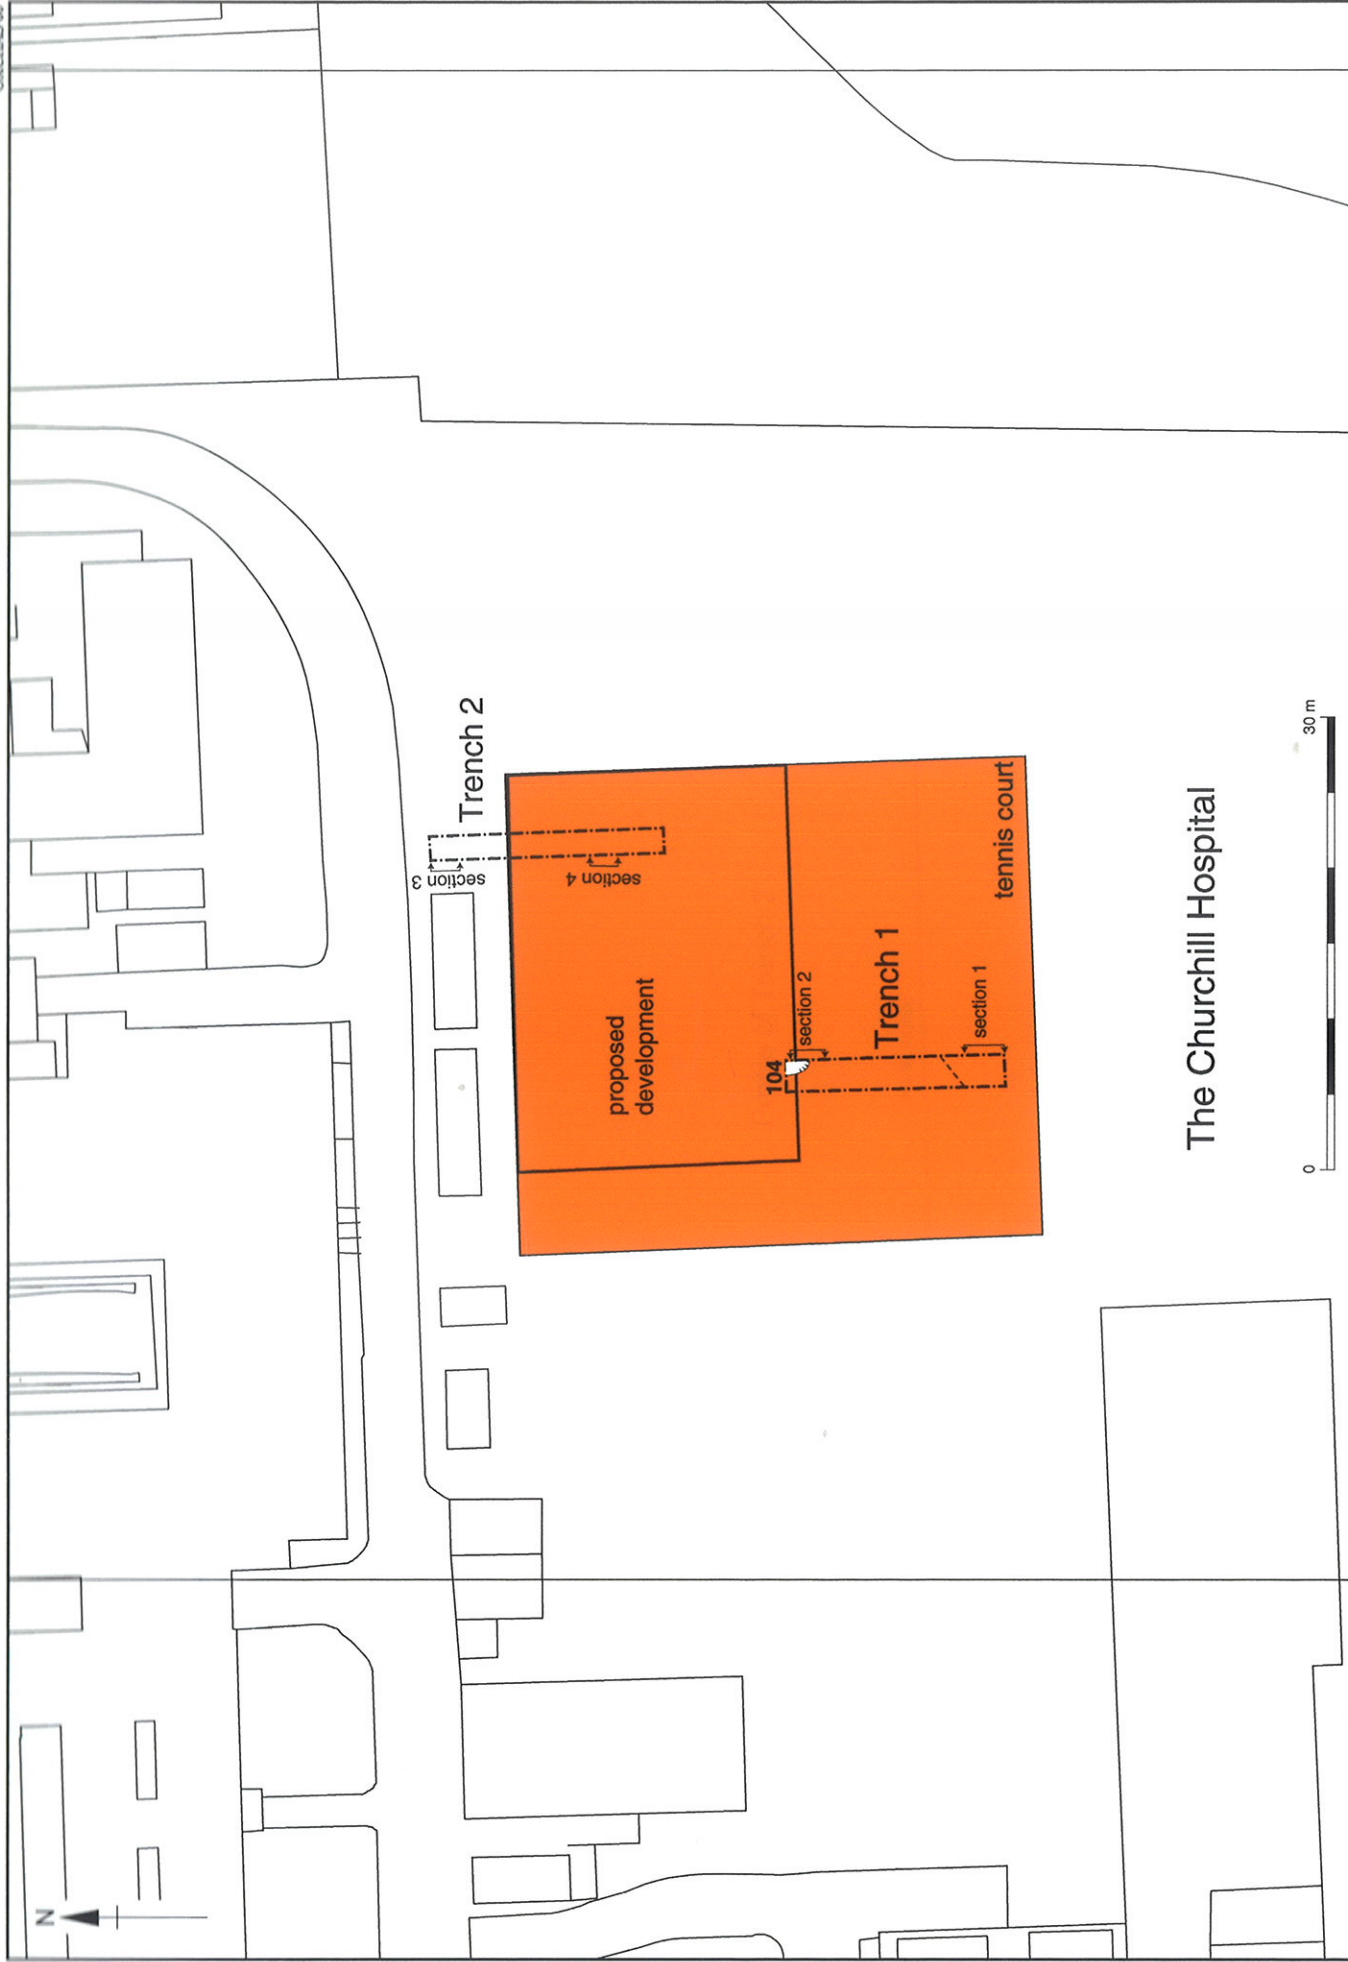 N
Trench 2
section 3
section 4
proposed
development
104
section 2
Trench 1
section 1
tennis court
The Churchill Hospital
0
30 m